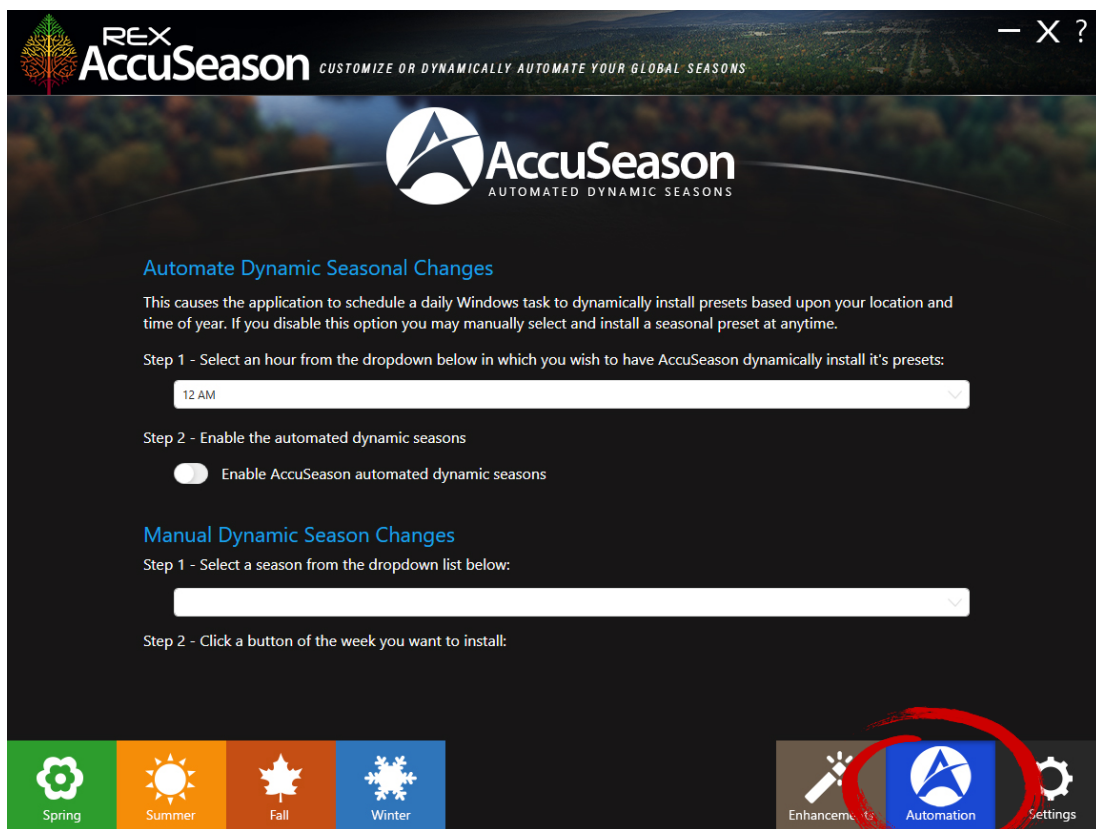 REX
AccuSeason CUSTOMIZE OR DYNAMICALLY AUTOMATE YOUR GLOBAL SEASONS
X ?
AccuSeason
AUTOMATED DYNAMIC SEASONS
Automate Dynamic Seasonal Changes
This causes the application to schedule a daily Windows task to dynamically install presets based upon your location and
time of year. If you disable this option you may manually select and install a seasonal preset at anytime.
Step 1 - Select an hour from the dropdown below in which you wish to have AccuSeason dynamically install it's presets:
12 AM
Step 2 - Enable the automated dynamic seasons
Enable AccuSeason automated dynamic seasons
Manual Dynamic Season Changes
Step 1 - Select a season from the dropdown list below:
Step 2 - Click a button of the week you want to install:
Spring Summer Fall Winter Enhancements Automation Settings